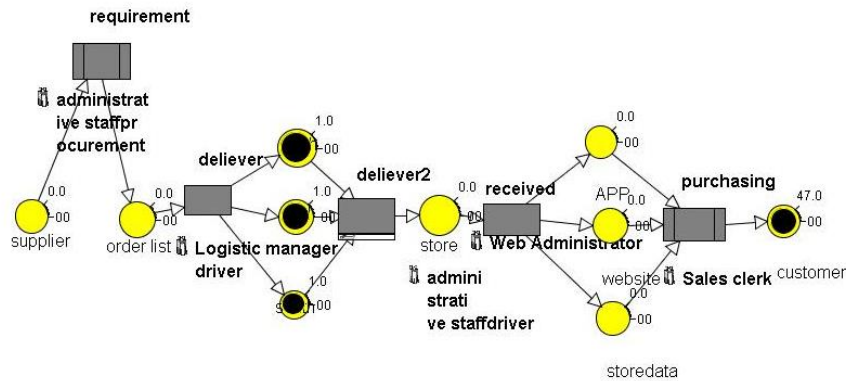 requirement
administrat
ive staffpr
ocurement
0.0
00
supplier
0.0
00
order list
deliever
Logistic manager
driver
1.0
00
1.0
00
1.0
00
deliever2
0.0
00
store
admini
strati
ve staffdriver
received
Web Administrator
0.0
00
APP
0.0
00
website
0.0
00
storedata
purchasing
Sales clerk
47.0
00
customer